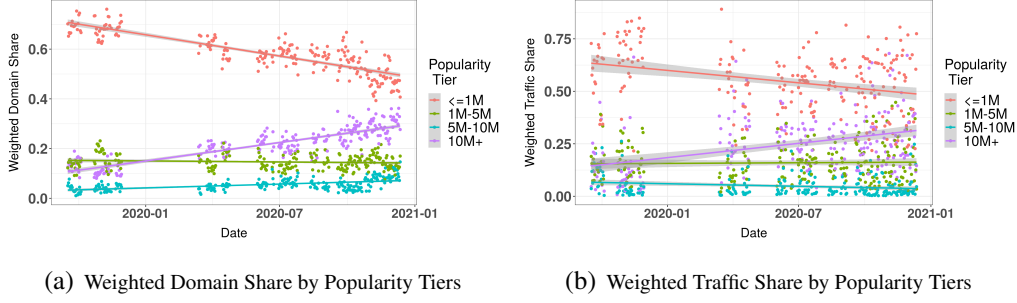 Weighted Domain Share
0.6
0.4
0.2
0.0
2020-01 2020-07 2021-01
Date
Popularity
Tier
<=1M
1M-5M
5M-10M
10M+
(a) Weighted Domain Share by Popularity Tiers
Weighted Traffic Share
0.75
0.50
0.25
0.00
2020-01 2020-07 2021-01
Date
Popularity
Tier
<=1M
1M-5M
5M-10M
10M+
(b) Weighted Traffic Share by Popularity Tiers